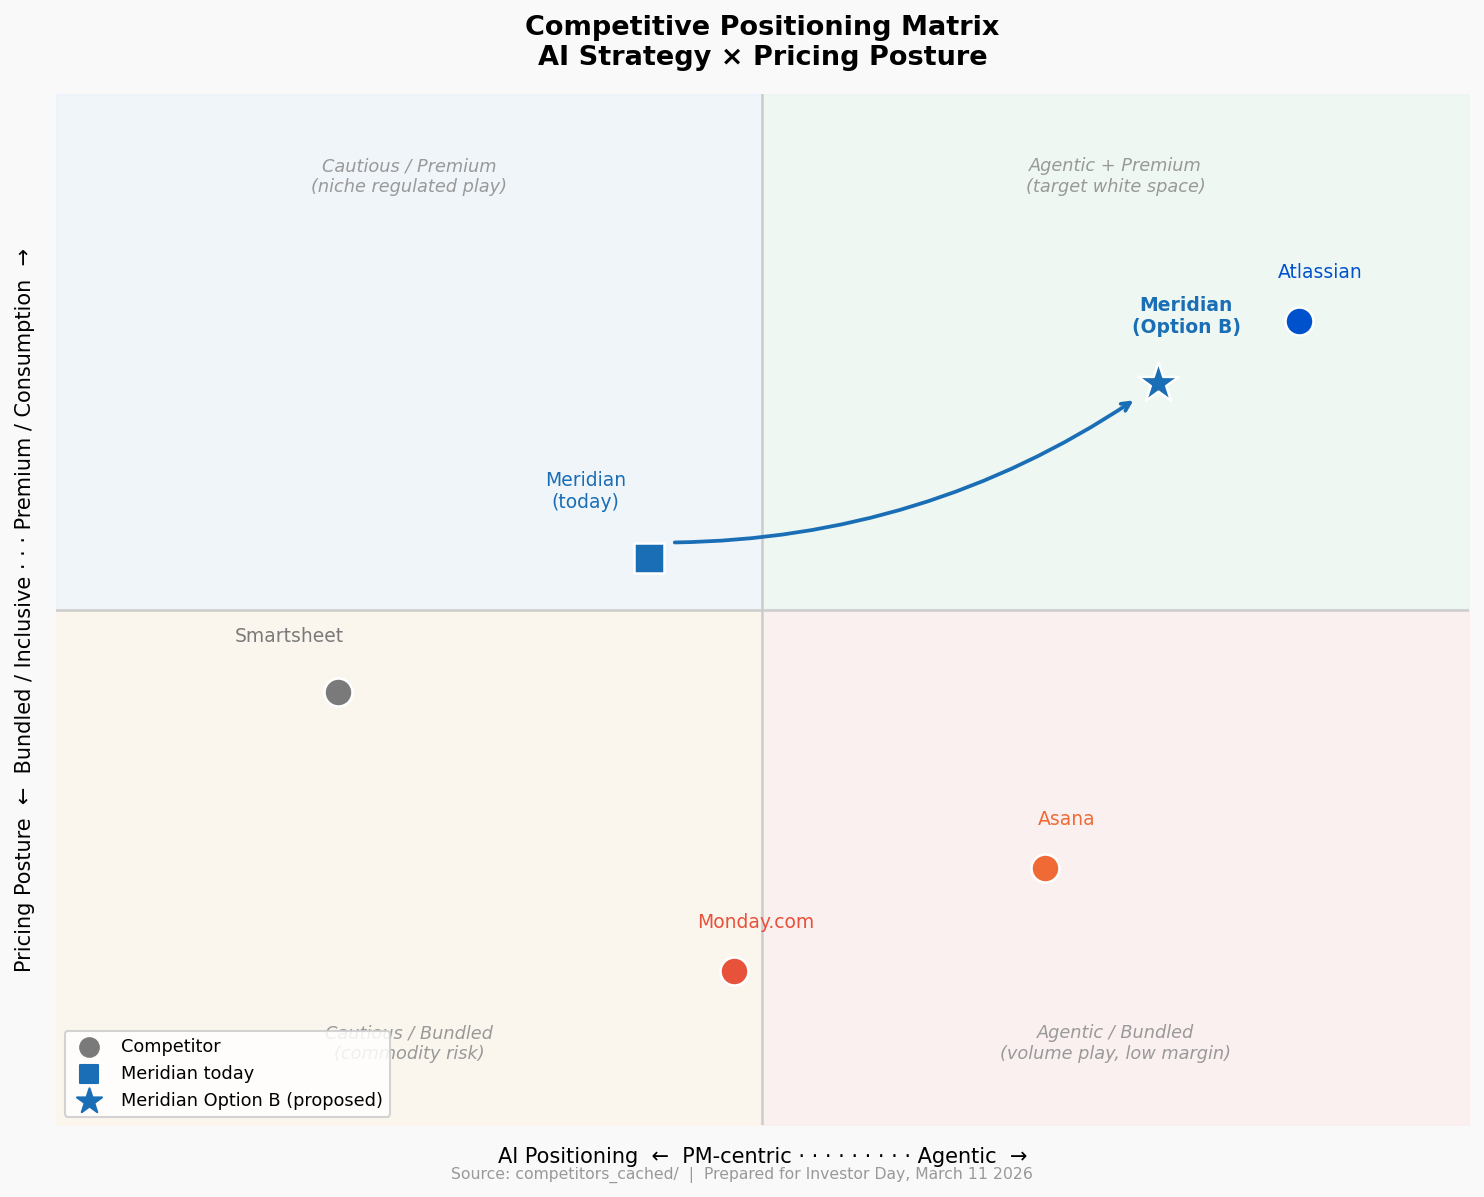 Competitive Positioning Matrix
AI Strategy × Pricing Posture
Cautious / Premium
(niche regulated play)
Agentic + Premium
(target white space)
Atlassian
Meridian
(Option B)
Meridian
(today)
Smartsheet
Asana
Monday.com
Cautious / Bundled
(commodity risk)
Agentic / Bundled
(volume play, low margin)
Competitor
Meridian today
Meridian Option B (proposed)
Pricing Posture ← Bundled / Inclusive · · · Premium / Consumption →
AI Positioning ← PM-centric · · · · · · · · · Agentic →
Source: competitors_cached/ | Prepared for Investor Day, March 11 2026